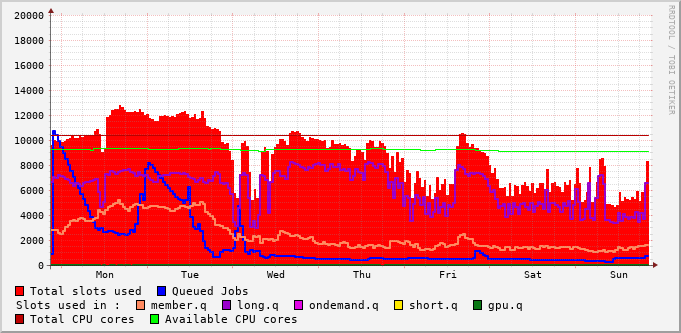 20000
18000
16000
14000
12000
10000
8000
6000
4000
2000
0
Mon Tue Wed Thu Fri Sat Sun
Total slots used Queued Jobs
Slots used in : member.q long.q ondemand.q short.q gpu.q
Total CPU cores Available CPU cores
RRDTOOL / TOBI OETIKER